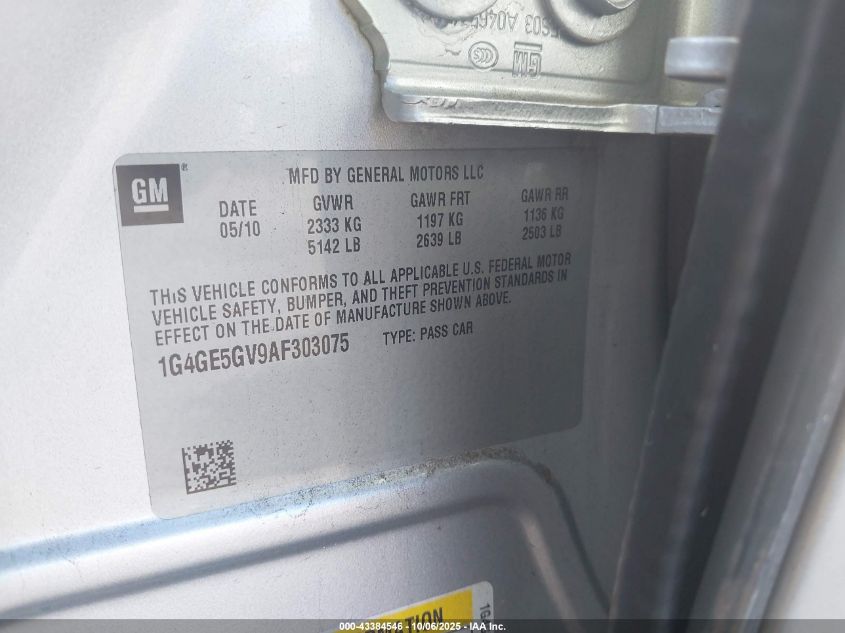 GM
CCC
GM®
MFD BY GENERAL MOTORS LLC
DATE GVWR GAWR FRT GAWR RR
05/10 2333 KG 1197 KG 1136 KG
5142 LB 2639 LB 2503 LB
THIS VEHICLE CONFORMS TO ALL APPLICABLE U.S. FEDERAL MOTOR
VEHICLE SAFETY, BUMPER, AND THEFT PREVENTION STANDARDS IN
EFFECT ON THE DATE OF MANUFACTURE SHOWN ABOVE.
1G4GE5GV9AF303075 TYPE: PASS CAR
000-43384546 - 10/06/2025 - IAA Inc.